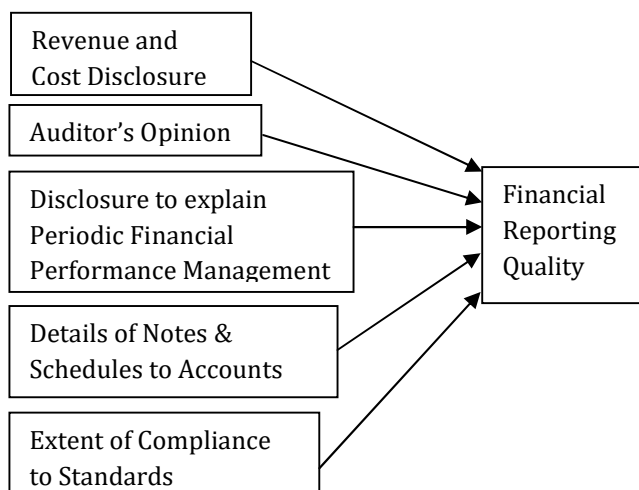 Revenue and
Cost Disclosure
Auditor's Opinion
Disclosure to explain
Periodic Financial
Performance Management
Details of Notes &
Schedules to Accounts
Extent of Compliance
to Standards
Financial
Reporting
Quality